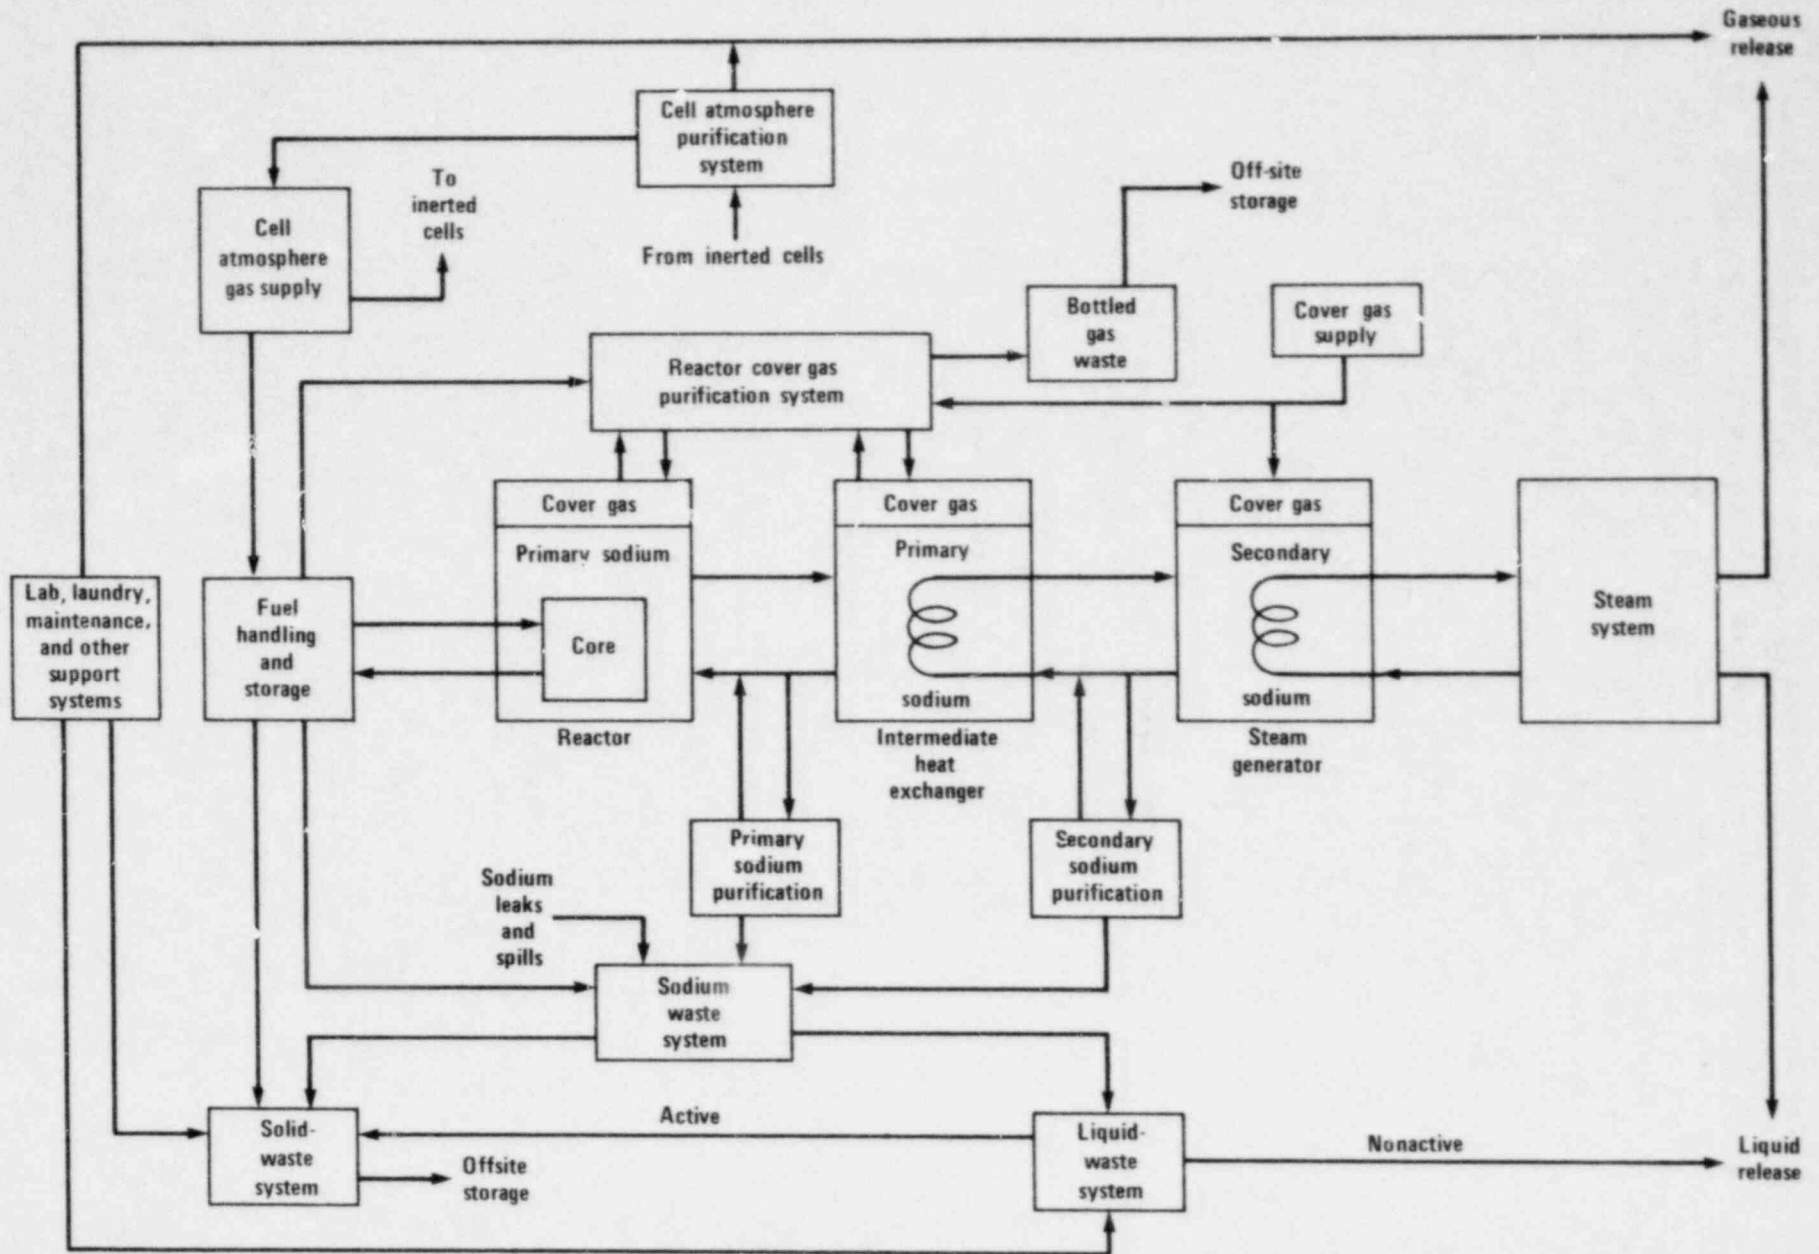 Gaseous
release
Cell atmosphere
purification
system
To
inerted
cells
Off-site
storage
Cell
atmosphere
gas supply
From inerted cells
Bottled
gas
waste
Cover gas
supply
Reactor cover gas
purification system
Cover gas
Cover gas
Cover gas
Primary sodium
Primary
Secondary
Lab, laundry,
maintenance,
and other
support
systems
Fuel
handling
and
storage
Core
Steam
system
sodium
sodium
Reactor
Intermediate
heat
exchanger
Steam
generator
Primary
sodium
purification
Secondary
sodium
purification
Sodium
leaks
and
spills
Sodium
waste
system
Active
Solid-
waste
system
Offsite
storage
Liquid-
waste
system
Nonactive
Liquid
release